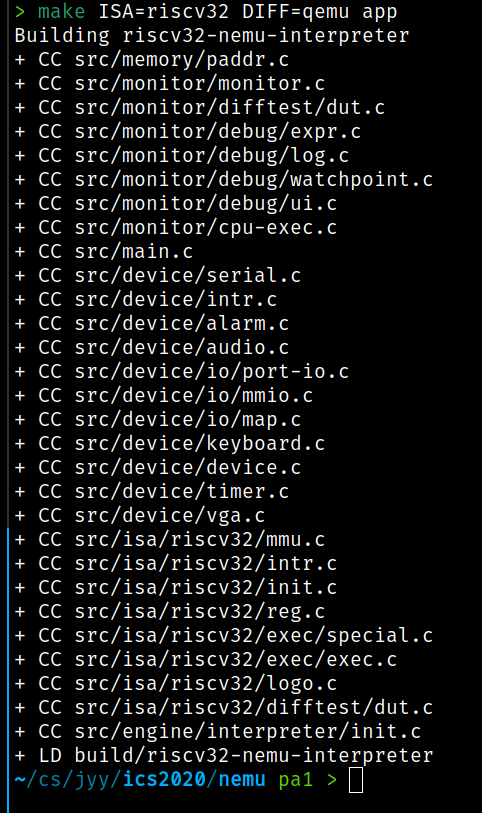 > make ISA=riscv32 DIFF=qemu app
Building riscv32-nemu-interpreter
+ CC src/memory/paddr.c
+ CC src/monitor/monitor.c
+ CC src/monitor/difftest/dut.c
+ CC src/monitor/debug/expr.c
+ CC src/monitor/debug/log.c
+ CC src/monitor/debug/watchpoint.c
+ CC src/monitor/debug/ui.c
+ CC src/monitor/cpu-exec.c
+ CC src/main.c
+ CC src/device/serial.c
+ CC src/device/intr.c
+ CC src/device/alarm.c
+ CC src/device/audio.c
+ CC src/device/io/port-io.c
+ CC src/device/io/mmio.c
+ CC src/device/io/map.c
+ CC src/device/keyboard.c
+ CC src/device/device.c
+ CC src/device/timer.c
+ CC src/device/vga.c
+ CC src/isa/riscv32/mmu.c
+ CC src/isa/riscv32/intr.c
+ CC src/isa/riscv32/init.c
+ CC src/isa/riscv32/reg.c
+ CC src/isa/riscv32/exec/special.c
+ CC src/isa/riscv32/exec/exec.c
+ CC src/isa/riscv32/logo.c
+ CC src/isa/riscv32/difftest/dut.c
+ CC src/engine/interpreter/init.c
+ LD build/riscv32-nemu-interpreter
~/cs/jyy/ics2020/nemu pa1 >